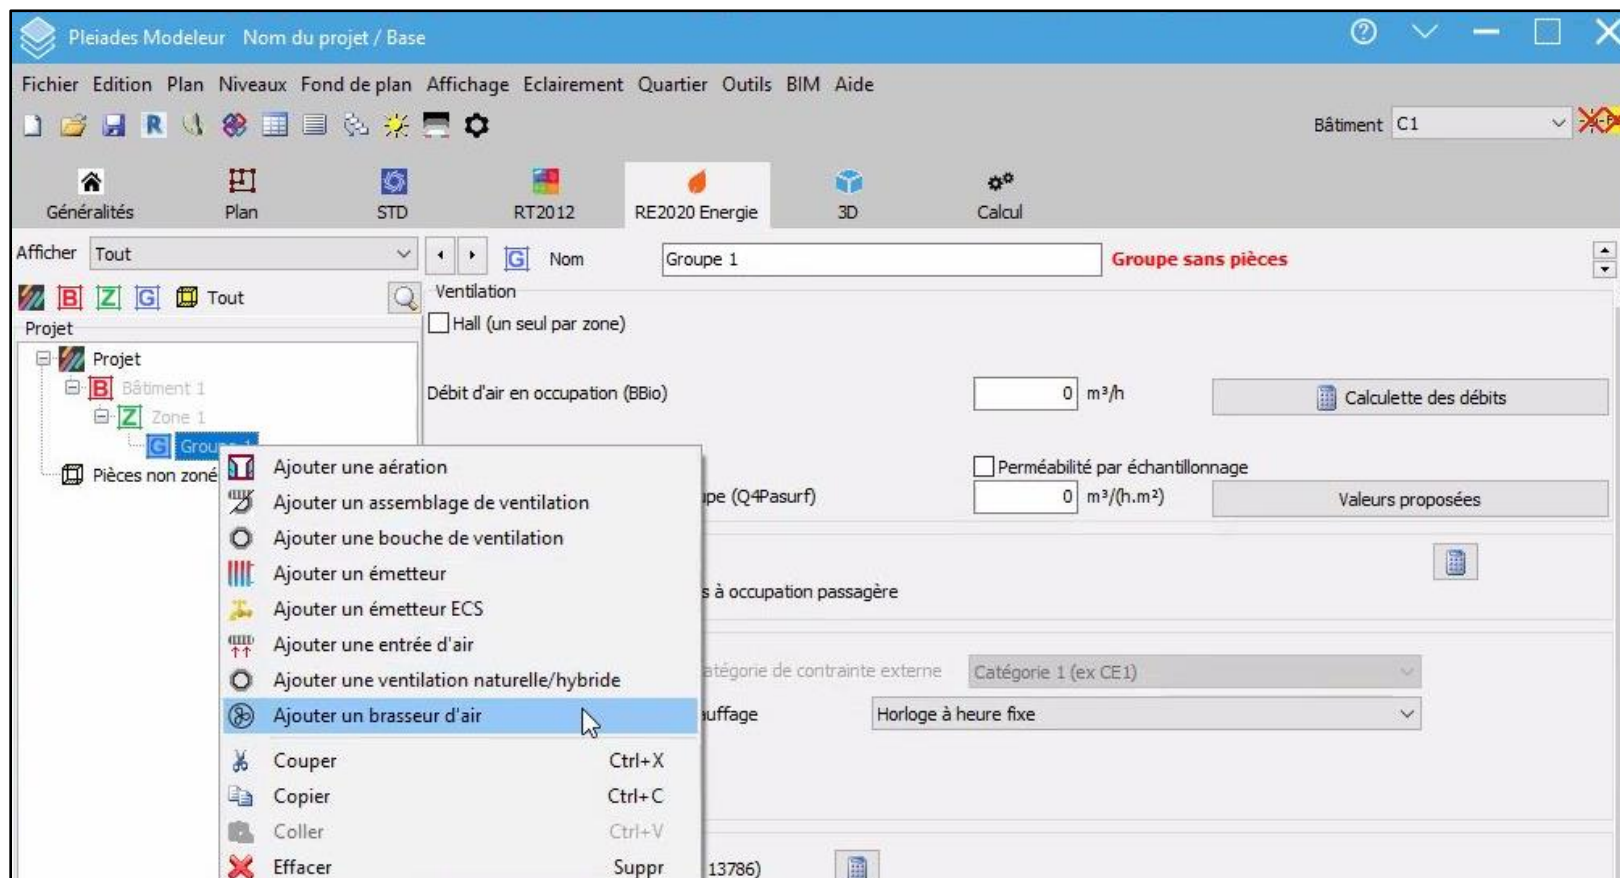 Pleiades Modeleur Nom du projet / Base
Fichier Edition Plan Niveaux Fond de plan Affichage Eclairement Quartier Outils BIM Aide
Bâtiment C1
Généralités Plan STD RT2012 RE2020 Energie 3D Calcul
Afficher Tout
G Nom Groupe 1 Groupe sans pièces
B Z G Tout
Ventilation
Hall (un seul par zone)
Projet
Projet
B Bâtiment 1
Débit d'air en occupation (BBio) 0 m³/h Calculette des débits
Z Zone 1
G
Pièces non zoné
Ajouter une aération
Perméabilité par échantillonnage
Ajouter un assemblage de ventilation
(Q4Pasurf) 0 m³/(h.m²) Valeurs proposées
Ajouter une bouche de ventilation
Ajouter un émetteur
à occupation passagère
Ajouter un émetteur ECS
Ajouter une entrée d'air
Ajouter une ventilation naturelle/hybride
atégorie de contrainte externe Catégorie 1 (ex CE1)
Ajouter un brasseur d'air
auffage Horloge à heure fixe
Couper Ctrl+X
Copier Ctrl+C
Coller Ctrl+V
Effacer Suppr
13786)